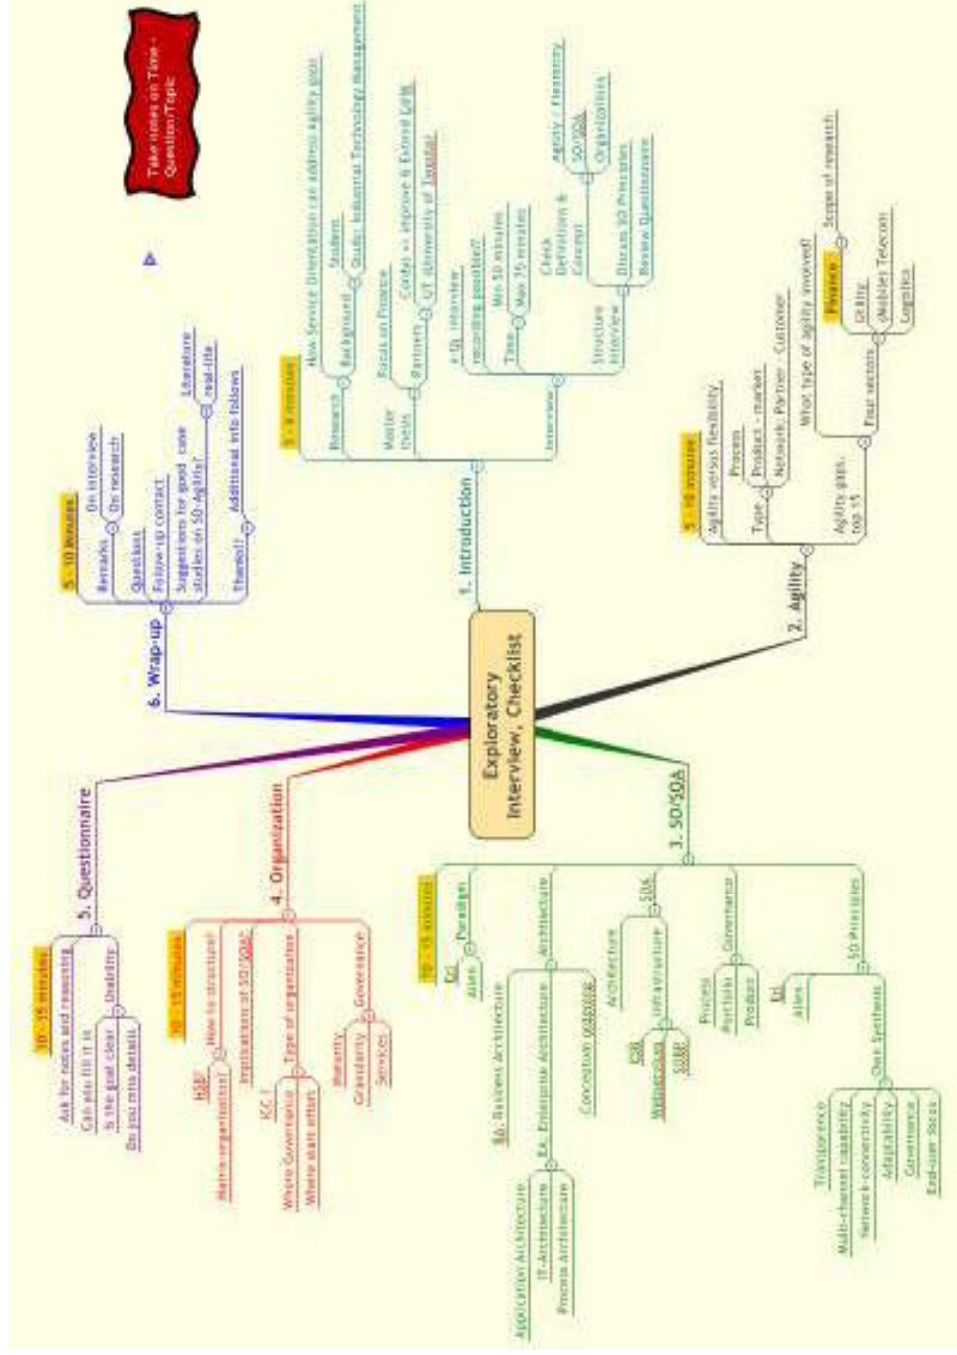 Take notes on Time -
Question/Topic
Exploratory
Interview, Checklist
1. Introduction
5 - 8 minutes
Research
How Service Orientation can address Agility goals
Background
Student
Study: Industrial Technology Management
Master
thesis
Focus on Finance
Partners
Cordys => improve & Extend
UT (University of Twente)
Interview
interview
recording possible?
Time
Min 50 minutes
Max 75 minutes
Structure
Interview
Check
Definitions &
Concept
Agility / Flexibility
SO/SOA
Organizations
Discuss SO Principles
Review Questionnaire
2. Agility
5 - 10 minutes
Agility versus flexibility
Type
Process
Product - market
Network: Partner - Customer
Agility gaps,
top ±5
What type of agility involved?
Four sectors
Finance
Scope of research
Utility
(Mobile) Telecom
Logistics
3. SO/SOA
10 - 15 minutes
Paradigm
Erl
Allen
Architecture
BA: Business Architecture
EA: Enterprise Architecture
Application Architecture
IT-Architecture
Process Architecture
Conceptual
SOA
Architecture
Infrastructure
ESB
Webservices
Governance
Process
Portfolio
Product
SO Principles
Erl
Allen
Own Synthesis
Transparence
Multi-channel capability
Network-connectivity
Adaptability
Governance
End-user focus
4. Organization
10 - 15 minutes
How to structure?
Matrix-organization?
Implications of SO/SOA?
Type of organization
ICC ?
Where Governance
Where start effort
Governance
Maturity
Granularity
Services
5. Questionnaire
10 - 15 minutes
Ask for notes and reasoning
Can you fill it in
Usability
Is the goal clear
Do you miss details
6. Wrap-up
5 - 10 Minutes
Remarks
On interview
On research
Questions
Follow-up contact
Suggestions for good case
studies on SO-Agility?
Literature
real-life
Thanks!!
Additional info follows